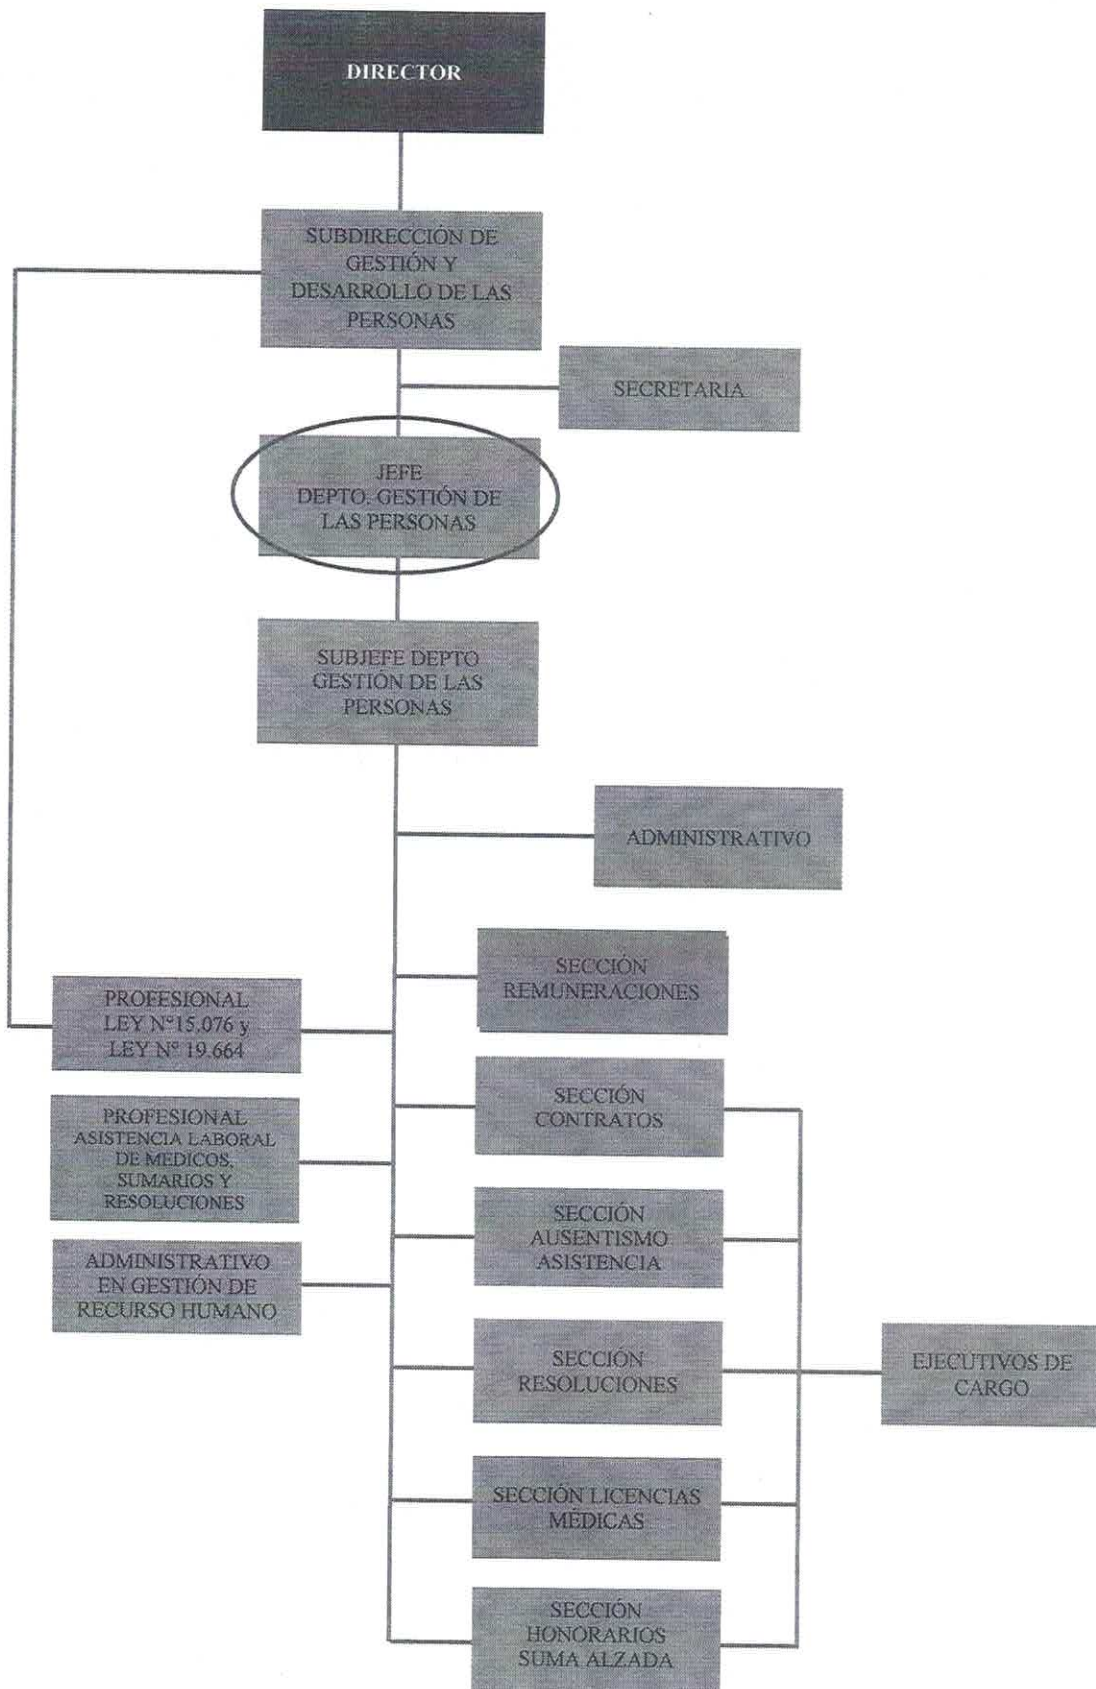 DIRECTOR
SUBDIRECCIÓN DE
GESTIÓN Y
DESARROLLO DE LAS
PERSONAS
SECRETARIA
JEFE
DEPTO. GESTIÓN DE
LAS PERSONAS
SUBJEFE DEPTO
GESTIÓN DE LAS
PERSONAS
ADMINISTRATIVO
SECCIÓN
REMUNERACIONES
PROFESIONAL
LEY N°15.076 y
LEY N° 19.664
SECCIÓN
CONTRATOS
PROFESIONAL
ASISTENCIA LABORAL
DE MEDICOS,
SUMARIOS Y
RESOLUCIONES
SECCIÓN
AUSENTISMO
ASISTENCIA
ADMINISTRATIVO
EN GESTIÓN DE
RECURSO HUMANO
SECCIÓN
RESOLUCIONES
EJECUTIVOS DE
CARGO
SECCIÓN LICENCIAS
MÉDICAS
SECCIÓN
HONORARIOS
SUMA ALZADA